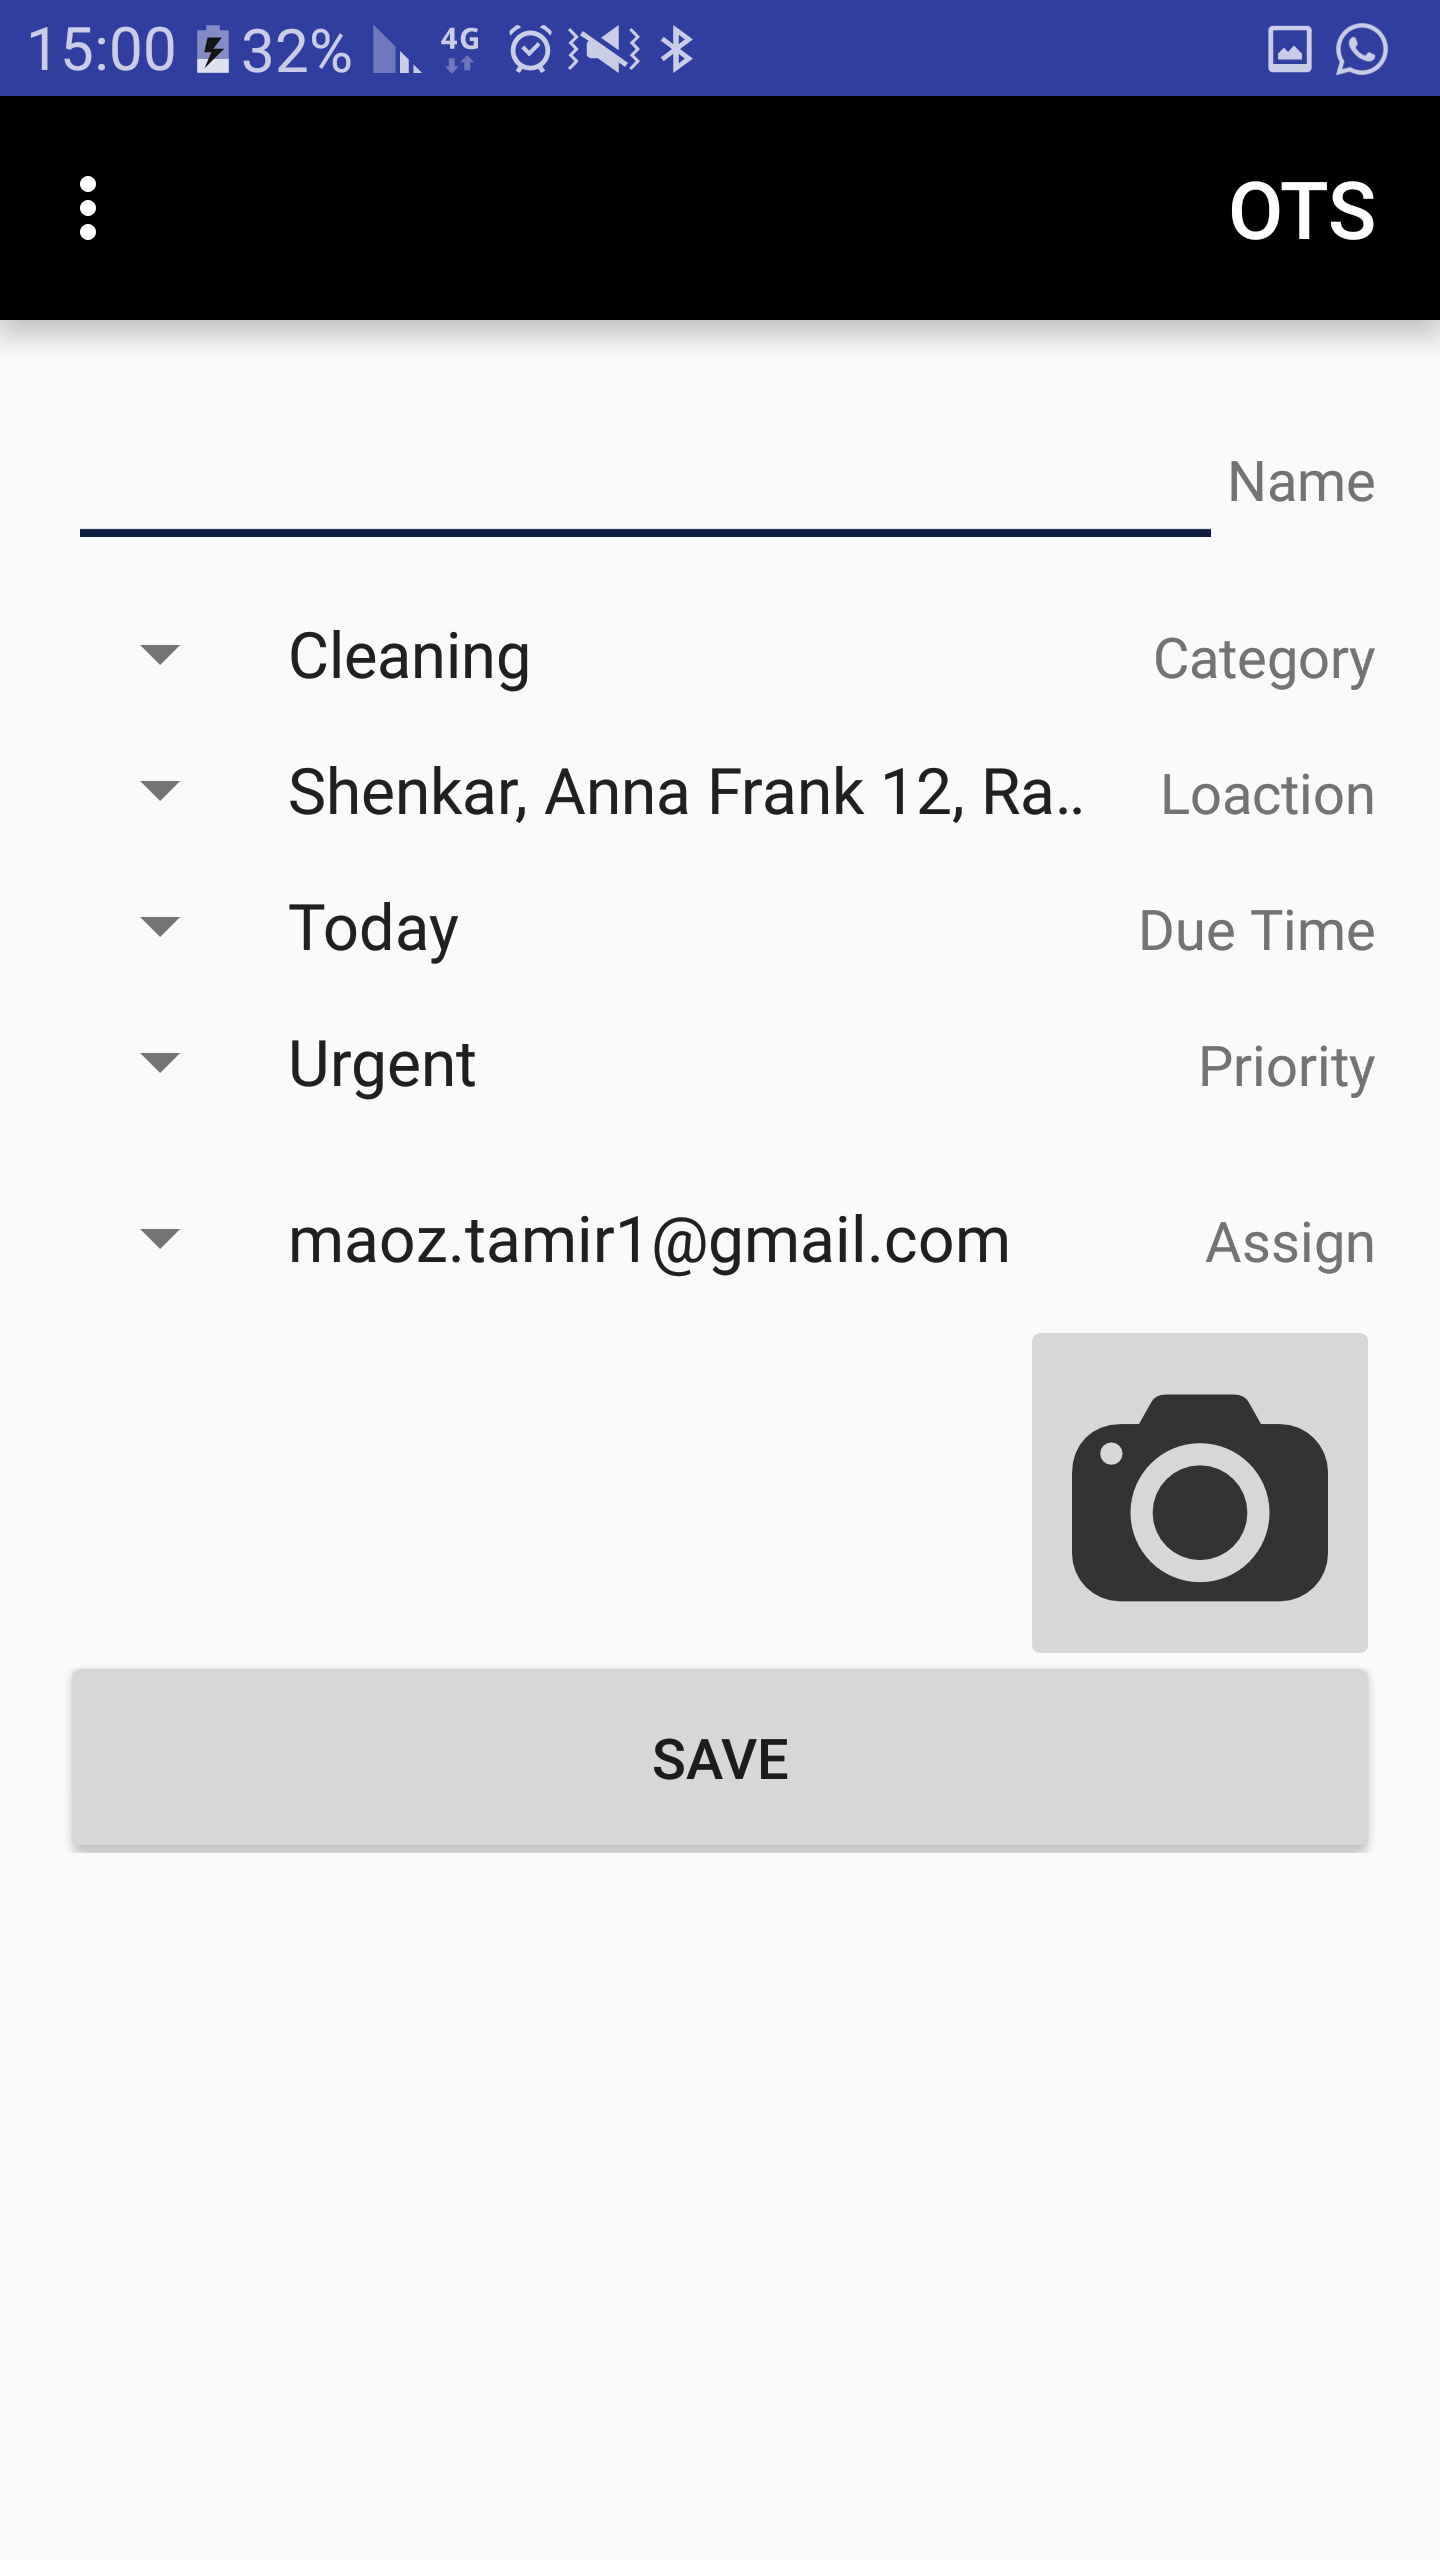 15:00 32% 4G
OTS
Name
Cleaning Category
Shenkar, Anna Frank 12, Ra.. Loaction
Today Due Time
Urgent Priority
maoz.tamir1@gmail.com Assign
SAVE